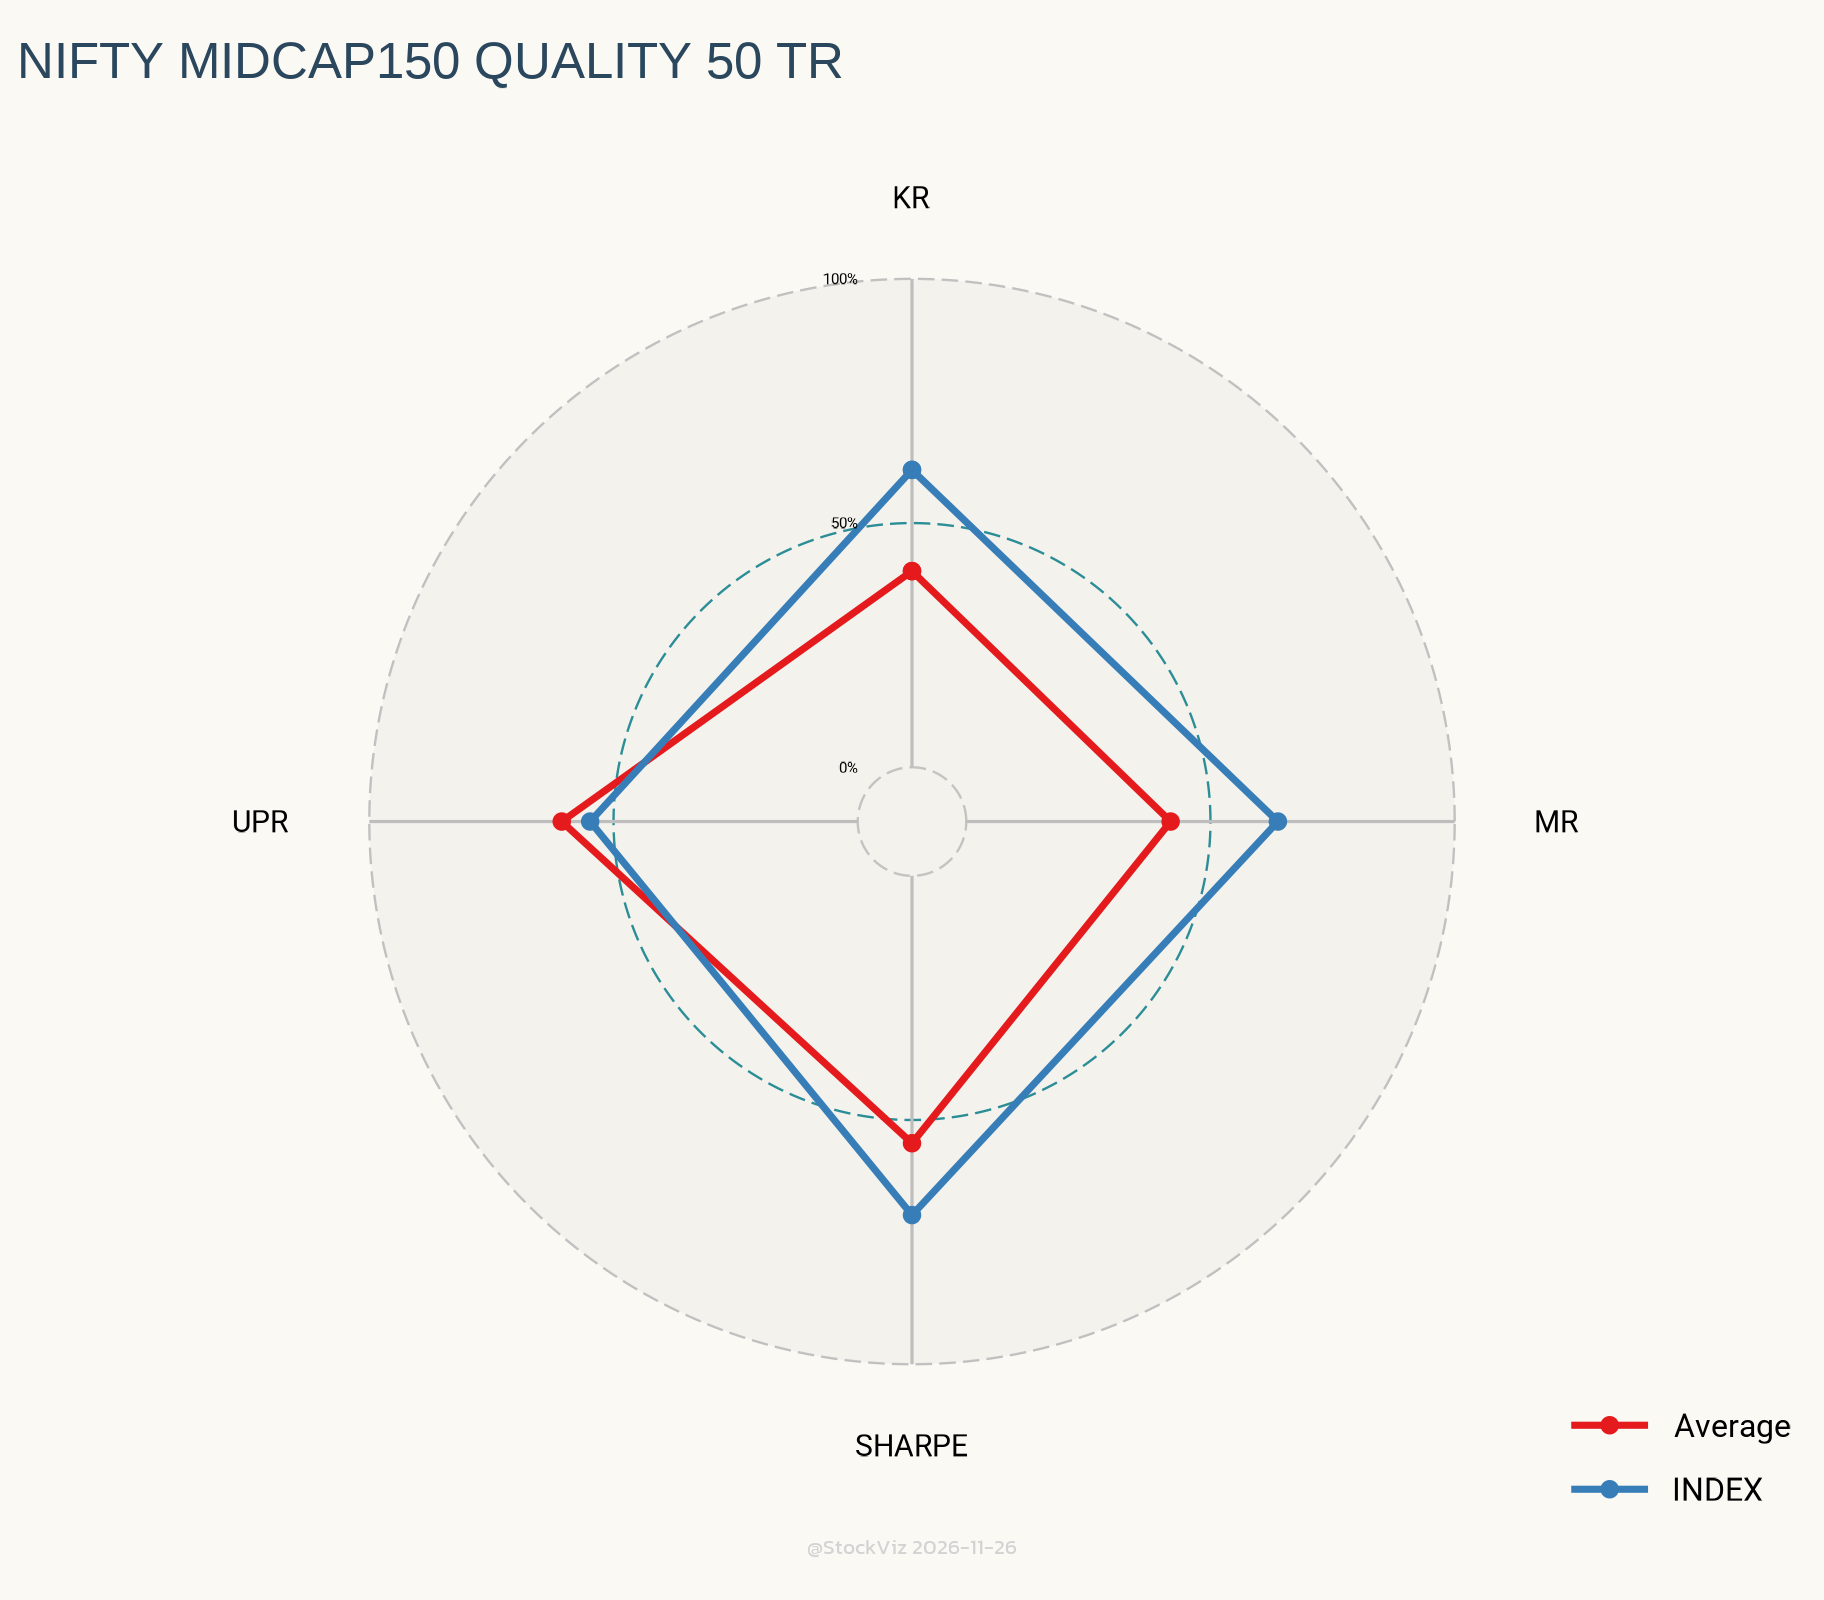 NIFTY MIDCAP150 QUALITY 50 TR
KR
100%
50%
0%
UPR
MR
SHARPE
Average
INDEX
@StockViz 2026-11-26